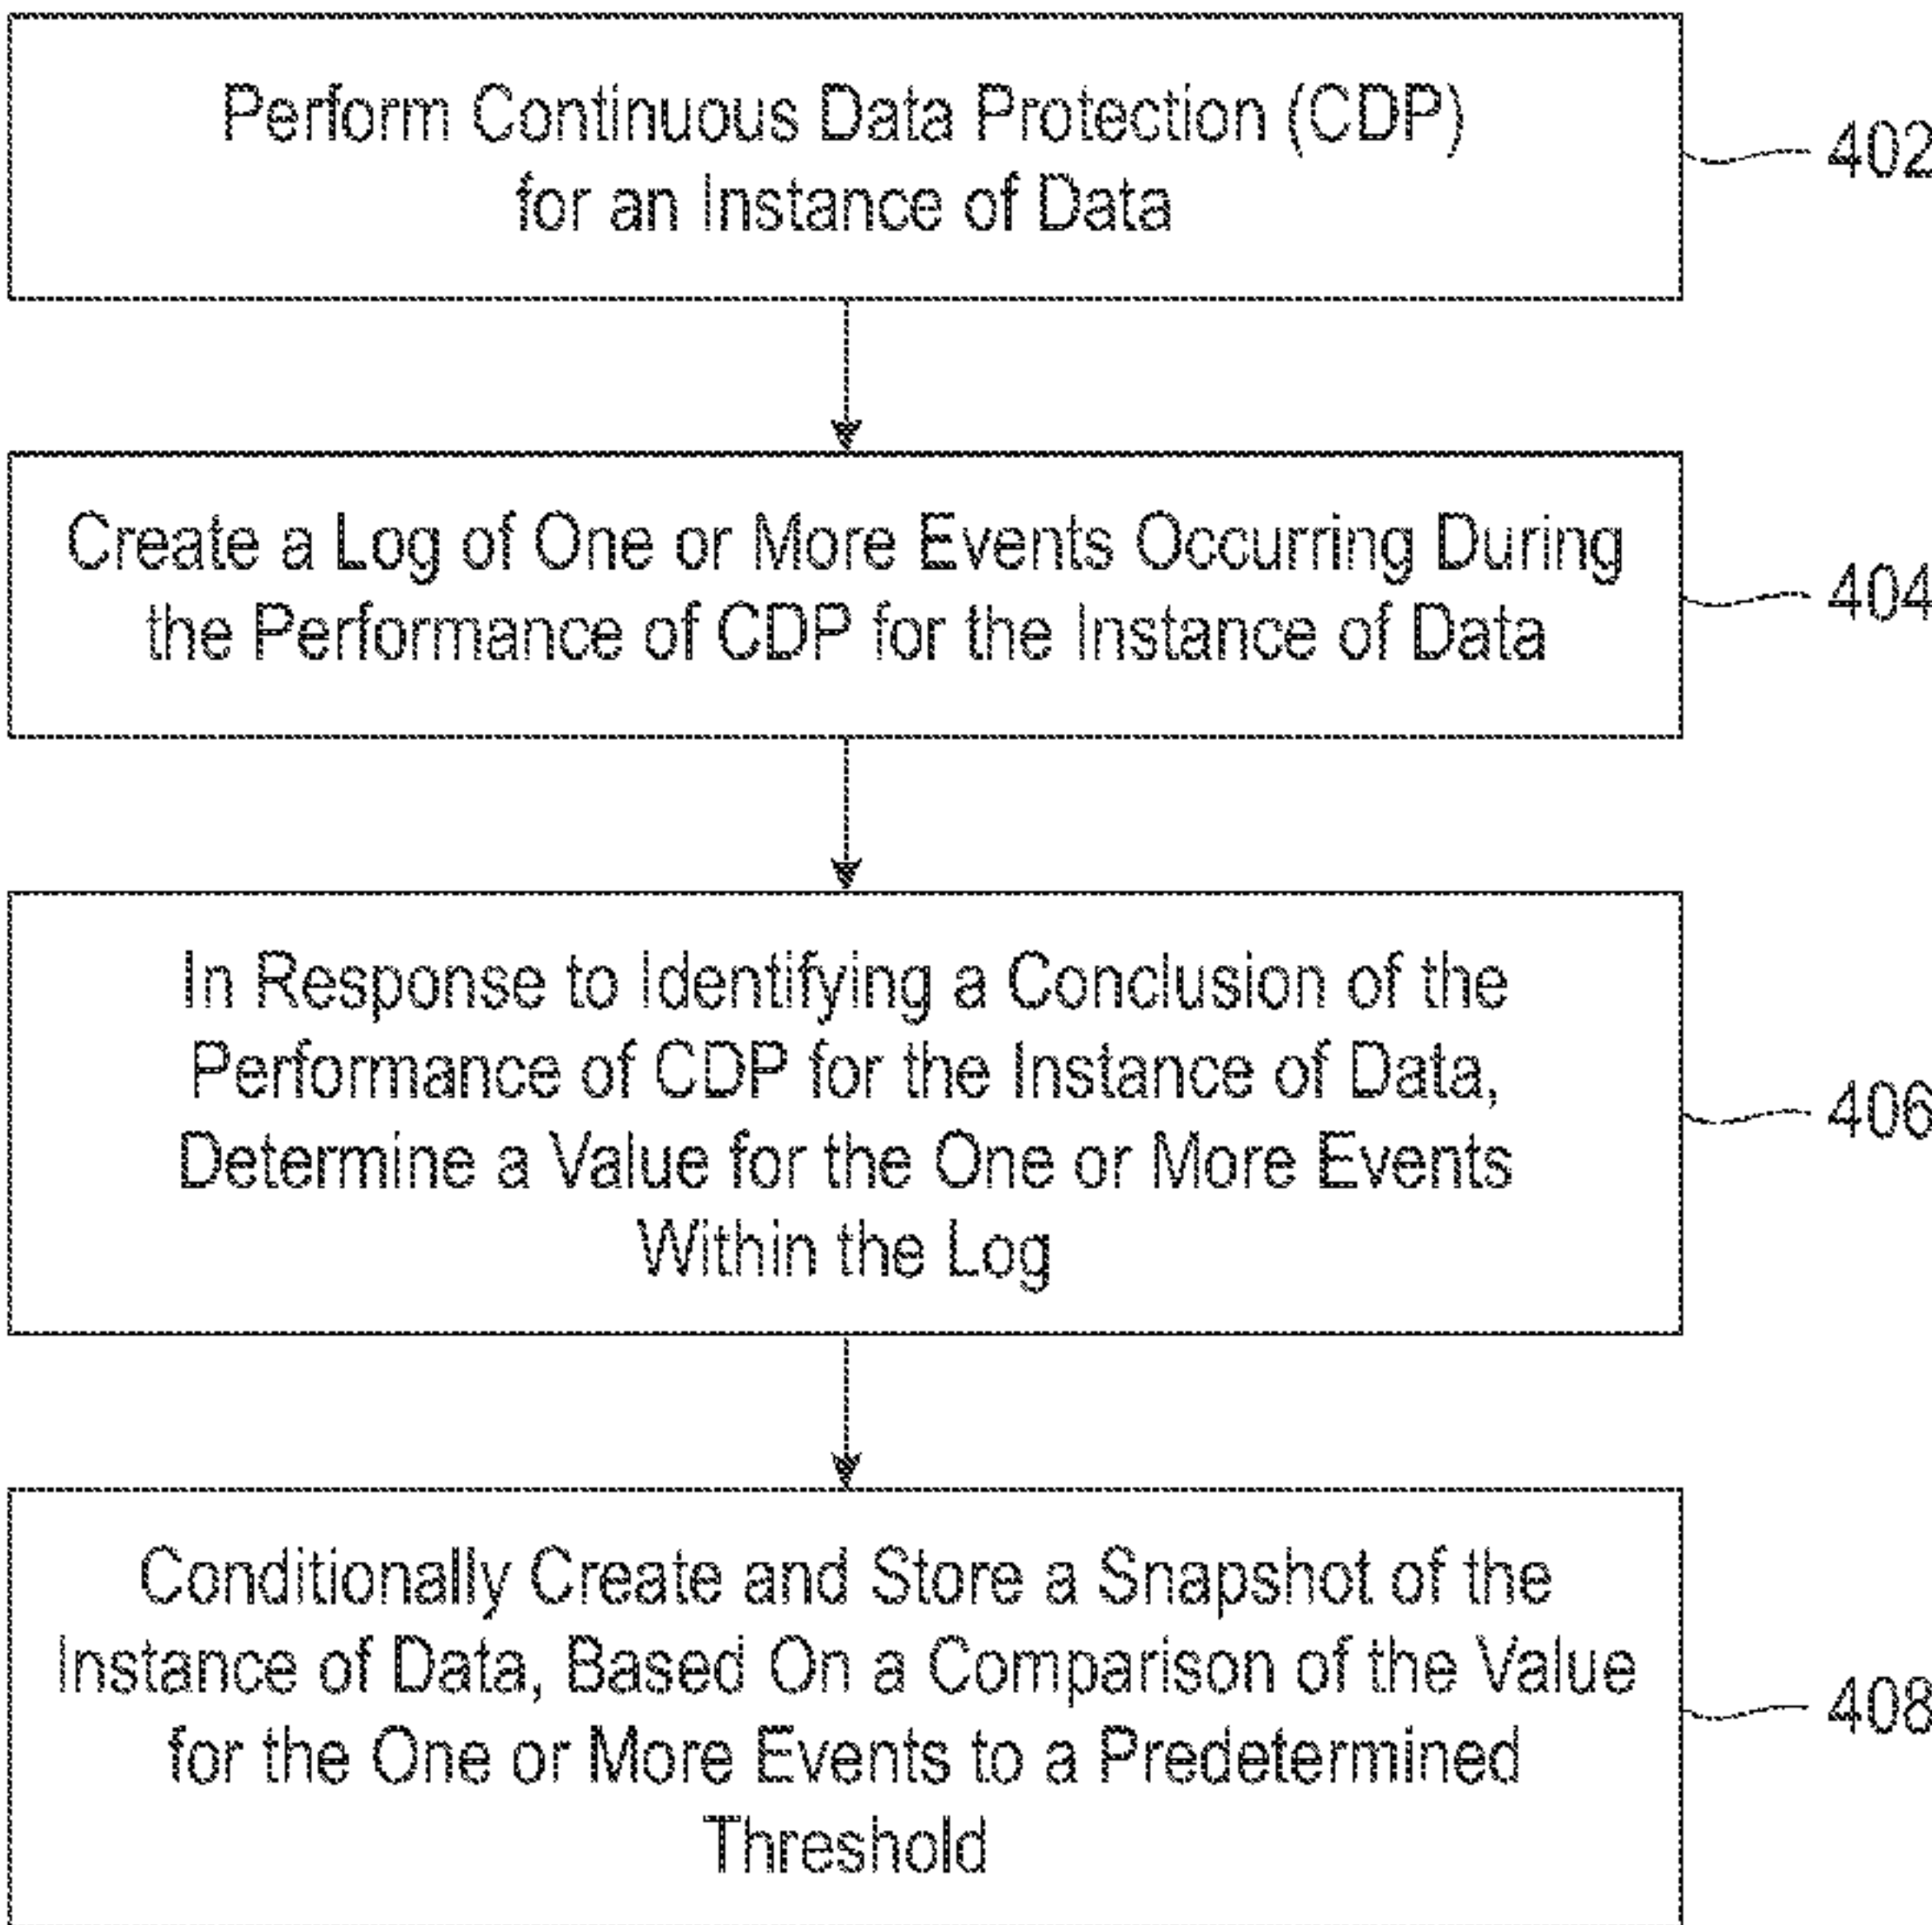 Perform Continuous Data Protection (CDP)
for an Instance of Data
402
Create a Log of One or More Events Occurring During
the Performance of CDP for the Instance of Data
404
In Response to Identifying a Conclusion of the
Performance of CDP for the Instance of Data,
Determine a Value for the One or More Events
Within the Log
406
Conditionally Create and Store a Snapshot of the
Instance of Data, Based On a Comparison of the Value
for the One or More Events to a Predetermined
Threshold
408